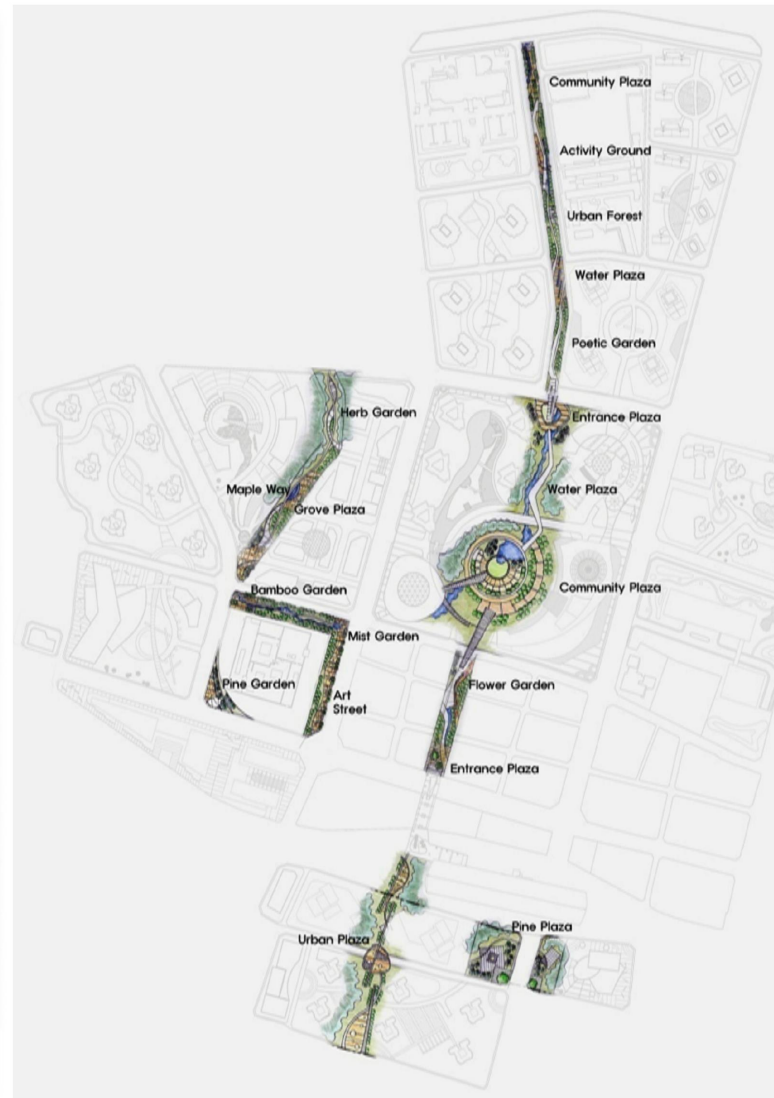 Community Plaza
Activity Ground
Urban Forest
Water Plaza
Poetic Garden
Herb Garden
Entrance Plaza
Maple Way
Water Plaza
Grove Plaza
Bamboo Garden
Community Plaza
Mist Garden
Pine Garden
Flower Garden
Art
Street
Entrance Plaza
Pine Plaza
Urban Plaza